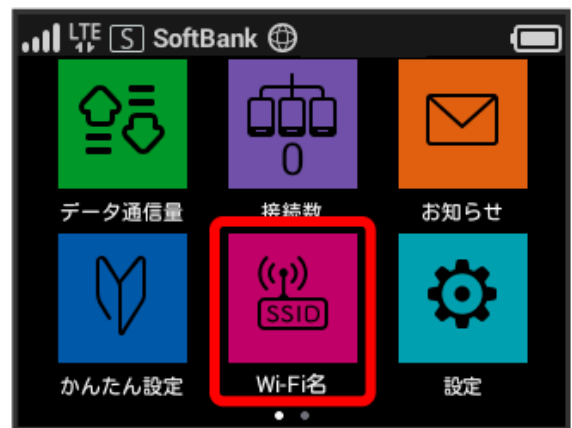 LTE S SoftBank
0
データ通信量 接続数 お知らせ
SSID
かんたん設定 Wi-Fi名 設定